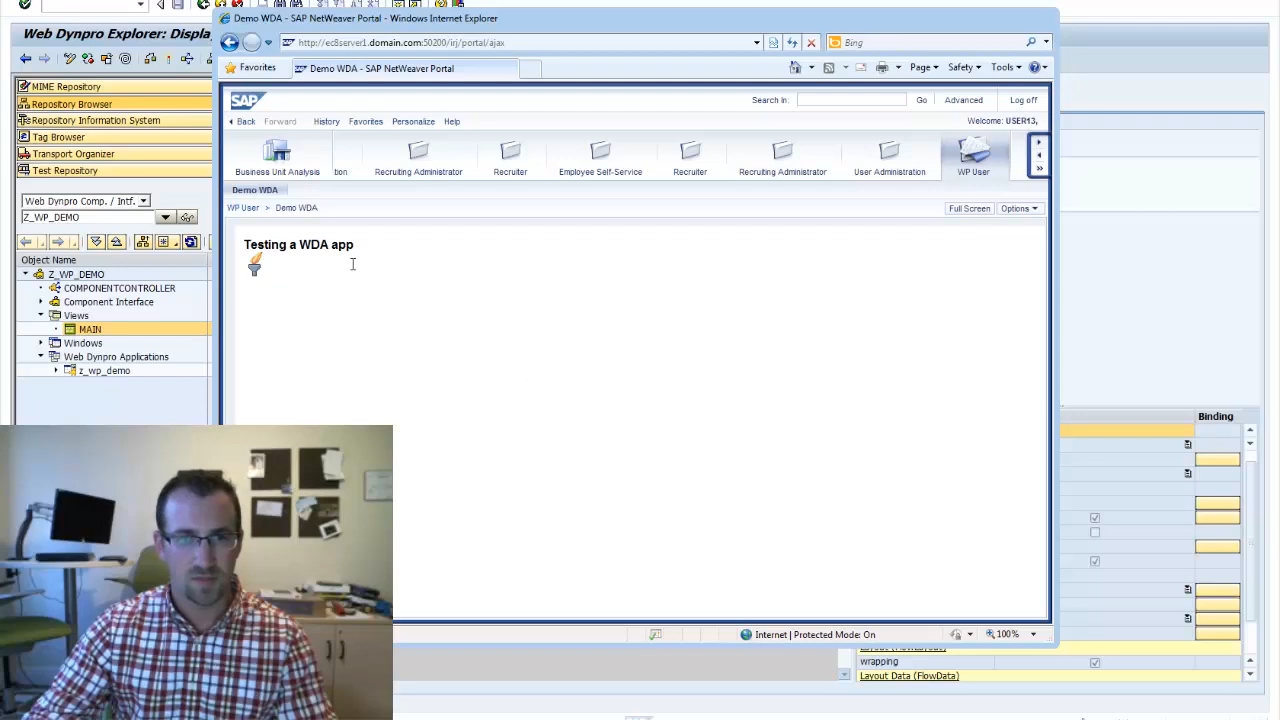 Web Dynpro Explorer: Displa
Demo WDA - SAP NetWeaver Portal - Windows Internet Explorer
http://ec8server1.domain.com:50200/irj/portal/ajax
Bing
Favorites
Demo WDA - SAP NetWeaver Portal
Page
Safety
Tools
MIME Repository
Repository Browser
Repository Information System
Tag Browser
Transport Organizer
Test Repository
Web Dynpro Comp. / Intf.
Z_WP_DEMO
Object Name
Z_WP_DEMO
COMPONENTCONTROLLER
Component Interface
Views
MAIN
Windows
Web Dynpro Applications
z_wp_demo
SAP
Search In:
Go
Advanced
Log off
Back
Forward
History
Favorites
Personalize
Help
Welcome: USER13,
Business Unit Analysis
tion
Recruiting Administrator
Recruiter
Employee Self-Service
Recruiter
Recruiting Administrator
User Administration
WP User
Demo WDA
WP User > Demo WDA
Full Screen
Options
Testing a WDA app
Binding
Internet | Protected Mode: On
100%
wrapping
Layout Data (FlowData)